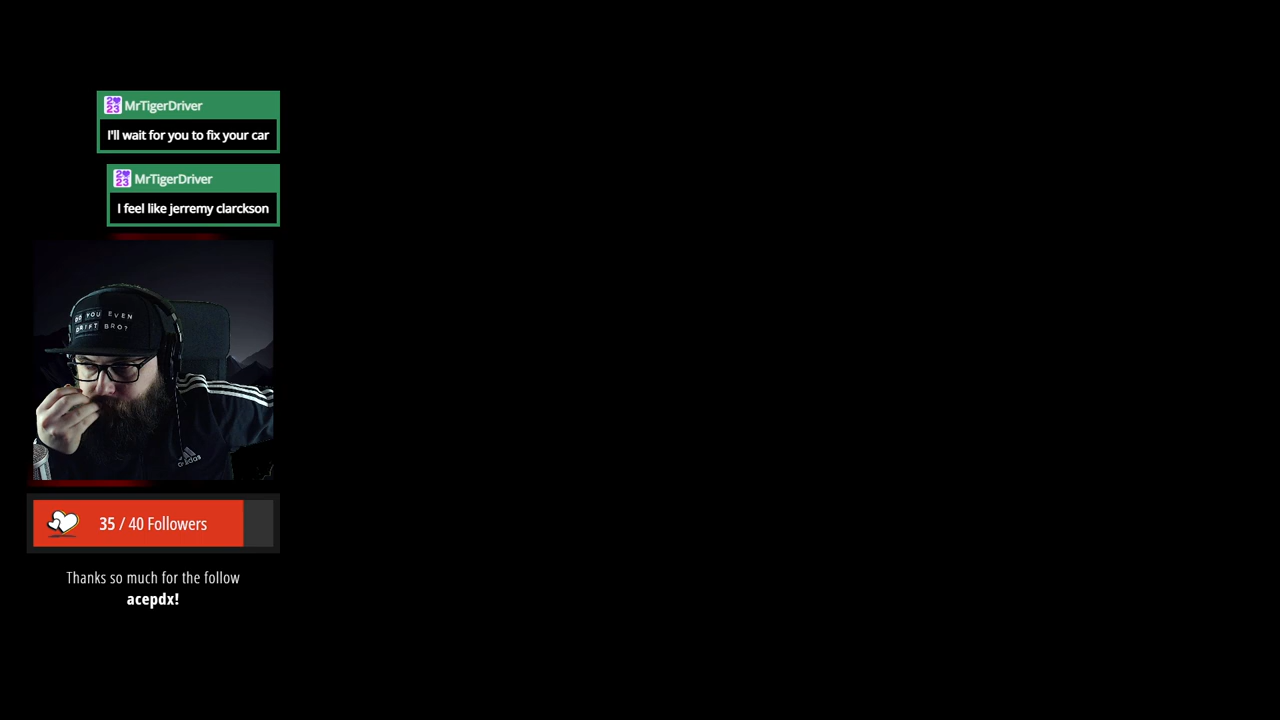 MrTigerDriver
I'll wait for you to fix your car
MrTigerDriver
I feel like jerremy clarckson
DO YOU EVEN
DRIFT BRO?
adidas
35 / 40 Followers
Thanks so much for the follow
acepdx!